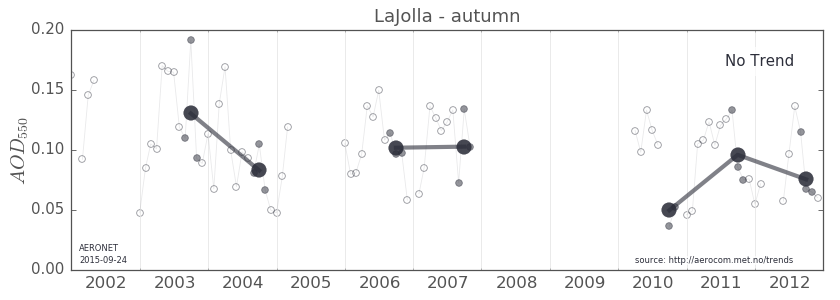 LaJolla - autumn
0.20
No Trend
0.15
0.10
AOD550
0.05
AERONET
2015-09-24
source: http://aerocom.met.no/trends
0.00
2002 2003 2004 2005 2006 2007 2008 2009 2010 2011 2012